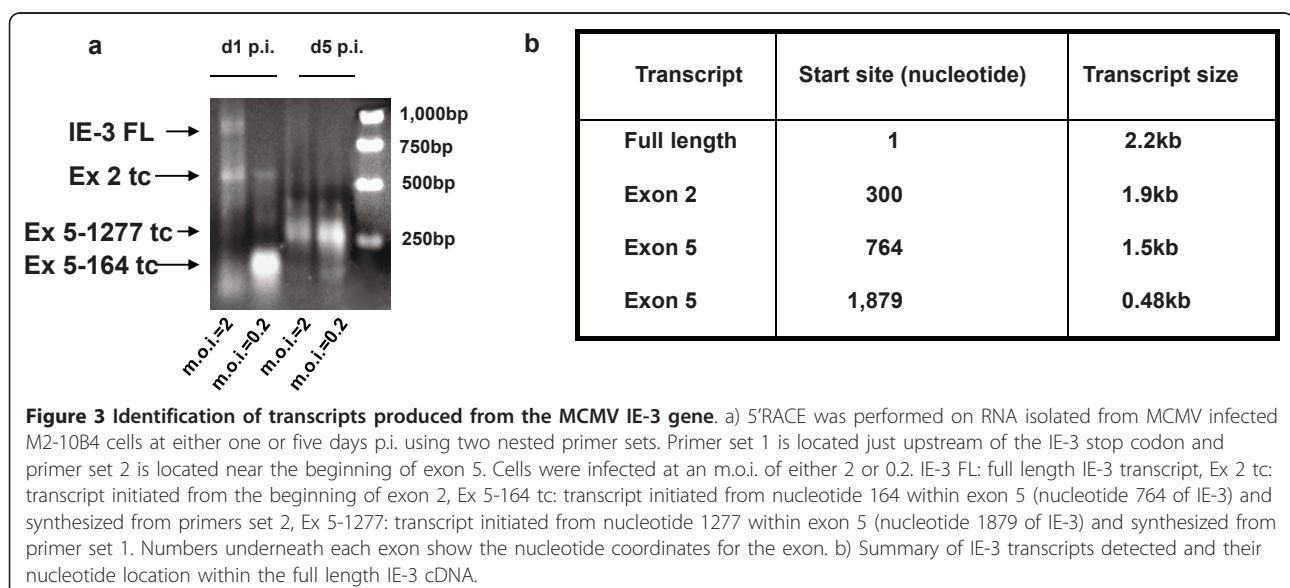 a
d1 p.i. d5 p.i.
IE-3 FL
Ex 2 tc
Ex 5-1277 tc
Ex 5-164 tc
1,000bp
750bp
500bp
250bp
m.o.i.=2
m.o.i.=0.2
m.o.i.=2
m.o.i.=0.2
b
Transcript Start site (nucleotide) Transcript size
Full length 1 2.2kb
Exon 2 300 1.9kb
Exon 5 764 1.5kb
Exon 5 1,879 0.48kb
Figure 3 Identification of transcripts produced from the MCMV IE-3 gene. a) 5'RACE was performed on RNA isolated from MCMV infected
M2-10B4 cells at either one or five days p.i. using two nested primer sets. Primer set 1 is located just upstream of the IE-3 stop codon and
primer set 2 is located near the beginning of exon 5. Cells were infected at an m.o.i. of either 2 or 0.2. IE-3 FL: full length IE-3 transcript, Ex 2 tc:
transcript initiated from the beginning of exon 2, Ex 5-164 tc: transcript initiated from nucleotide 164 within exon 5 (nucleotide 764 of IE-3) and
synthesized from primers set 2, Ex 5-1277: transcript initiated from nucleotide 1277 within exon 5 (nucleotide 1879 of IE-3) and synthesized from
primer set 1. Numbers underneath each exon show the nucleotide coordinates for the exon. b) Summary of IE-3 transcripts detected and their
nucleotide location within the full length IE-3 cDNA.